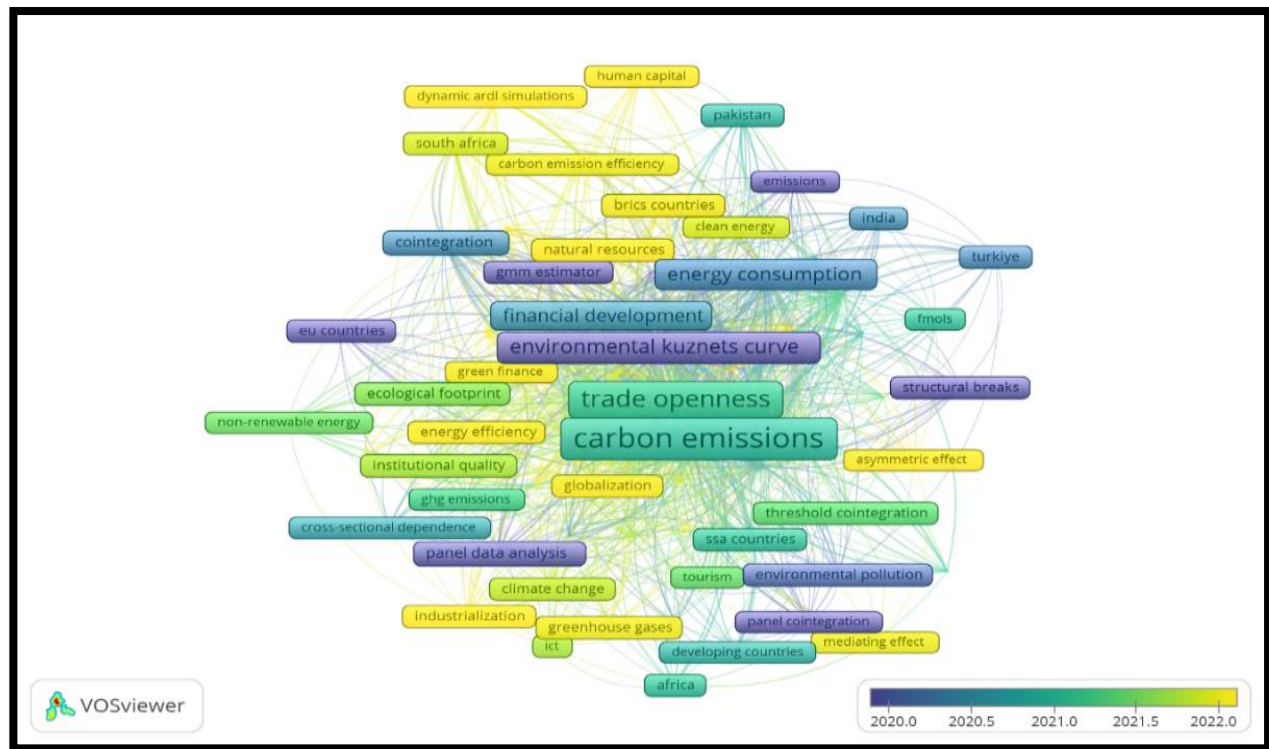 human capital
dynamic ardl simulations
pakistan
south africa
carbon emission efficiency
emissions
brics countries
clean energy
india
cointegration
natural resources
turkiye
gmm estimator
energy consumption
financial development
fmols
eu countries
environmental kuznets curve
green finance
structural breaks
ecological footprint
trade openness
non-renewable energy
energy efficiency
carbon emissions
institutional quality
asymmetric effect
globalization
ghg emissions
threshold cointegration
cross-sectional dependence
ssa countries
panel data analysis
tourism
environmental pollution
climate change
industrialization
greenhouse gases
panel cointegration
ict
developing countries
mediating effect
africa
VOSviewer
2020.0 2020.5 2021.0 2021.5 2022.0